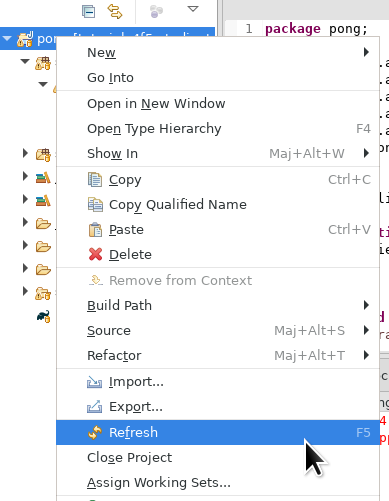 1 package pong;
New
Go Into
Open in New Window
Open Type Hierarchy F4
Show In Maj+Alt+W
Copy Ctrl+C
Copy Qualified Name
Paste Ctrl+V
Delete
Remove from Context
Build Path
Source Maj+Alt+S
Refactor Maj+Alt+T
Import...
Export...
Refresh F5
Close Project
Assign Working Sets...